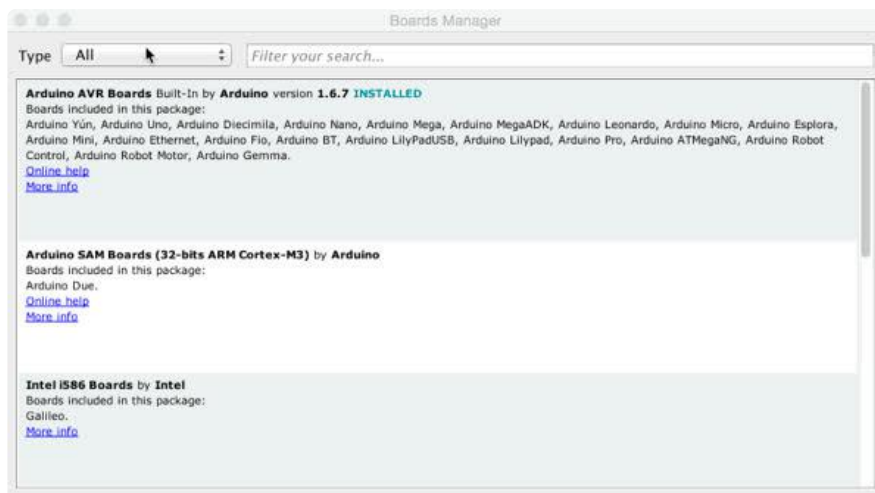 Boards Manager
Type All Filter your search...
Arduino AVR Boards Built-In by Arduino version 1.6.7 INSTALLED
Boards included in this package:
Arduino Yún, Arduino Uno, Arduino Diecimila, Arduino Nano, Arduino Mega, Arduino MegaADK, Arduino Leonardo, Arduino Micro, Arduino Esplora,
Arduino Mini, Arduino Ethernet, Arduino Fio, Arduino BT, Arduino LilyPadUSB, Arduino Lilypad, Arduino Pro, Arduino ATMegaNG, Arduino Robot
Control, Arduino Robot Motor, Arduino Gemma.
Online help
More info
Arduino SAM Boards (32-bits ARM Cortex-M3) by Arduino
Boards included in this package:
Arduino Due.
Online help
More info
Intel i586 Boards by Intel
Boards included in this package:
Galileo.
More info